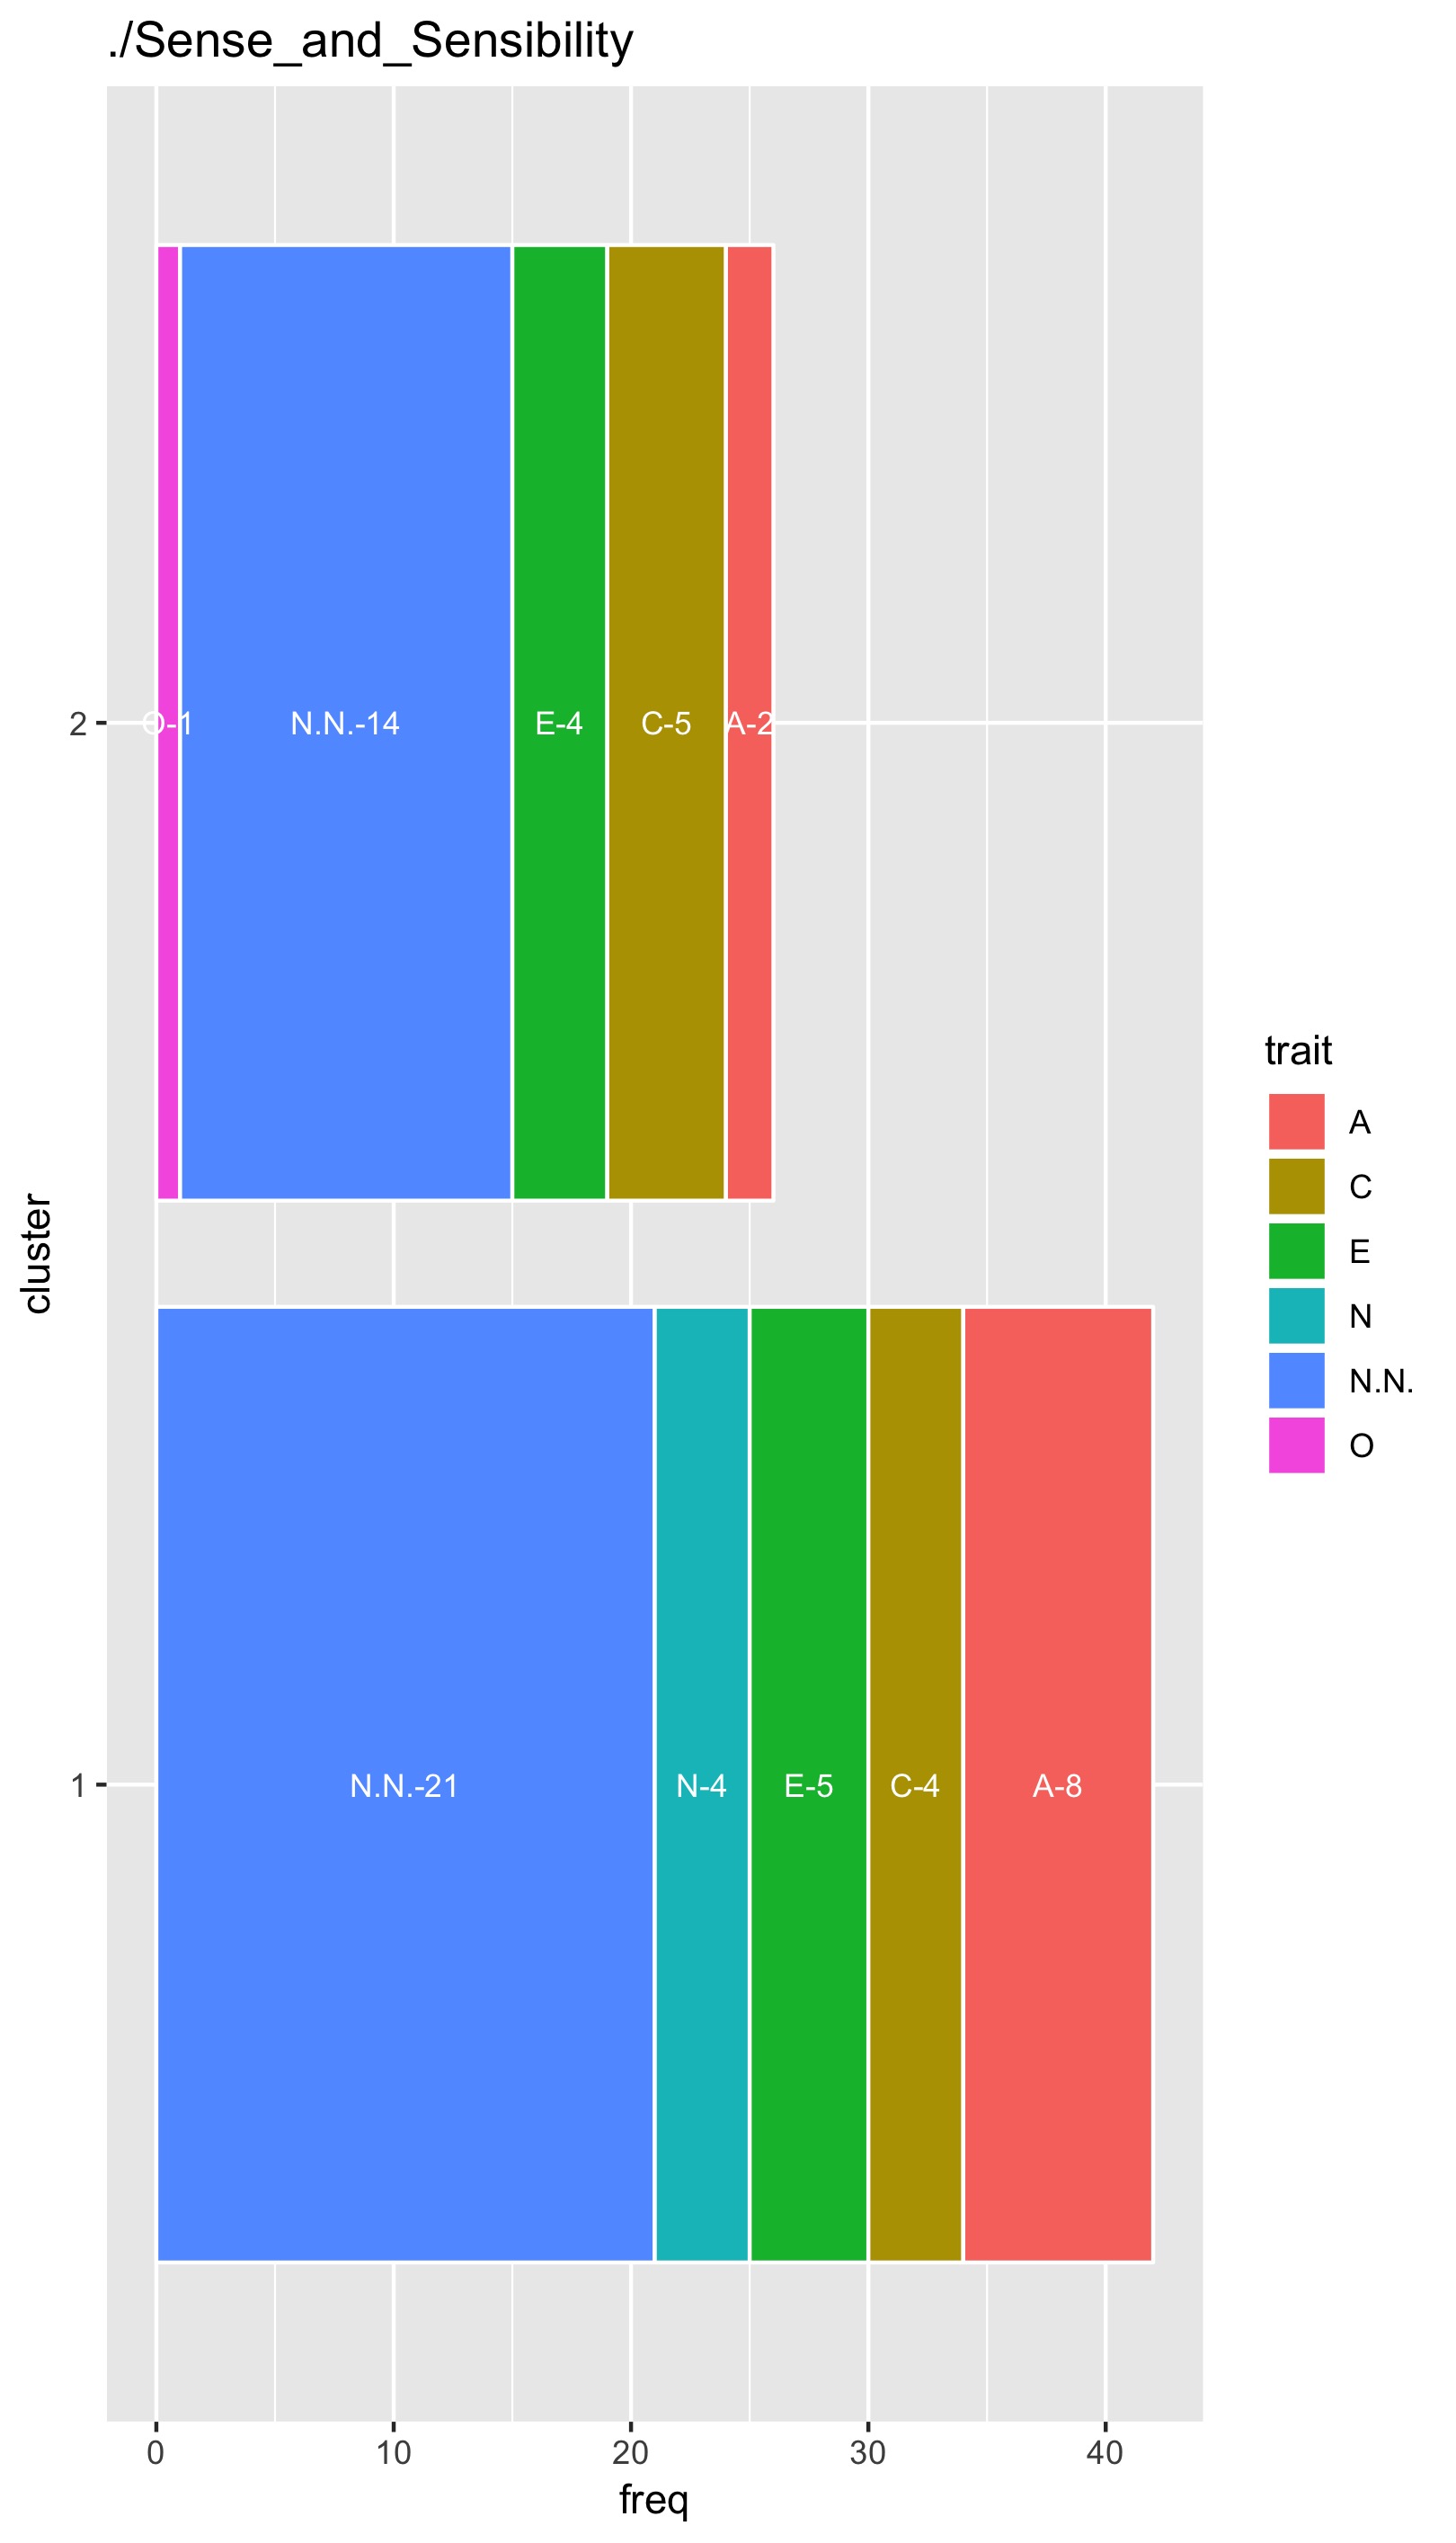 ./Sense_and_Sensibility
cluster
2
O-1 N.N.-14 E-4 C-5 A-2
1
N.N.-21 N-4 E-5 C-4 A-8
0 10 20 30 40
freq
trait
A
C
E
N
N.N.
O